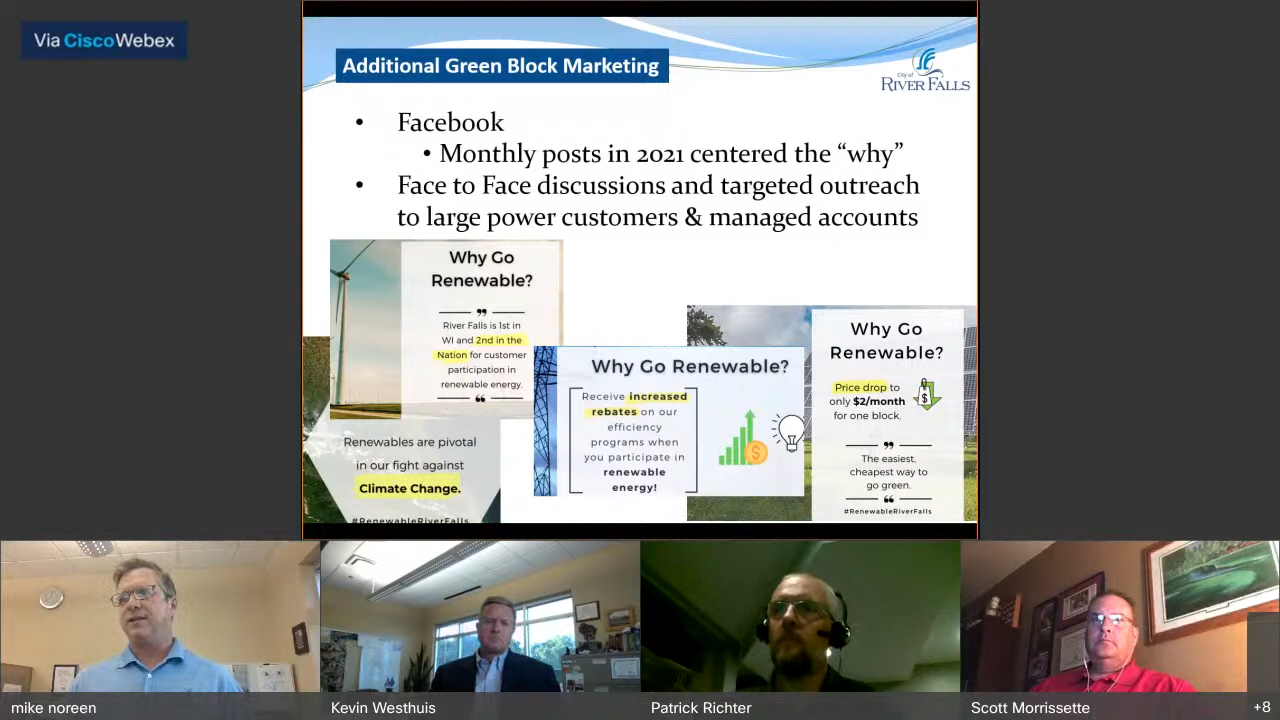 Via Cisco Webex
Additional Green Block Marketing
City of
RIVER FALLS
• Facebook
• Monthly posts in 2021 centered the “why”
• Face to Face discussions and targeted outreach
to large power customers & managed accounts
Why Go
Renewable?
River Falls is 1st in
WI and 2nd in the
Nation for customer
participation in
renewable energy.
Renewables are pivotal
in our fight against
Climate Change.
#RenewableRiverFalls
Why Go Renewable?
Receive increased
rebates on our
efficiency
programs when
you participate in
renewable
energy!
$
Why Go
Renewable?
Price drop to
only $2/month
for one block.
$
The easiest,
cheapest way to
go green.
#RenewableRiverFalls
mike noreen
Kevin Westhuis
Patrick Richter
Scott Morrissette
+8